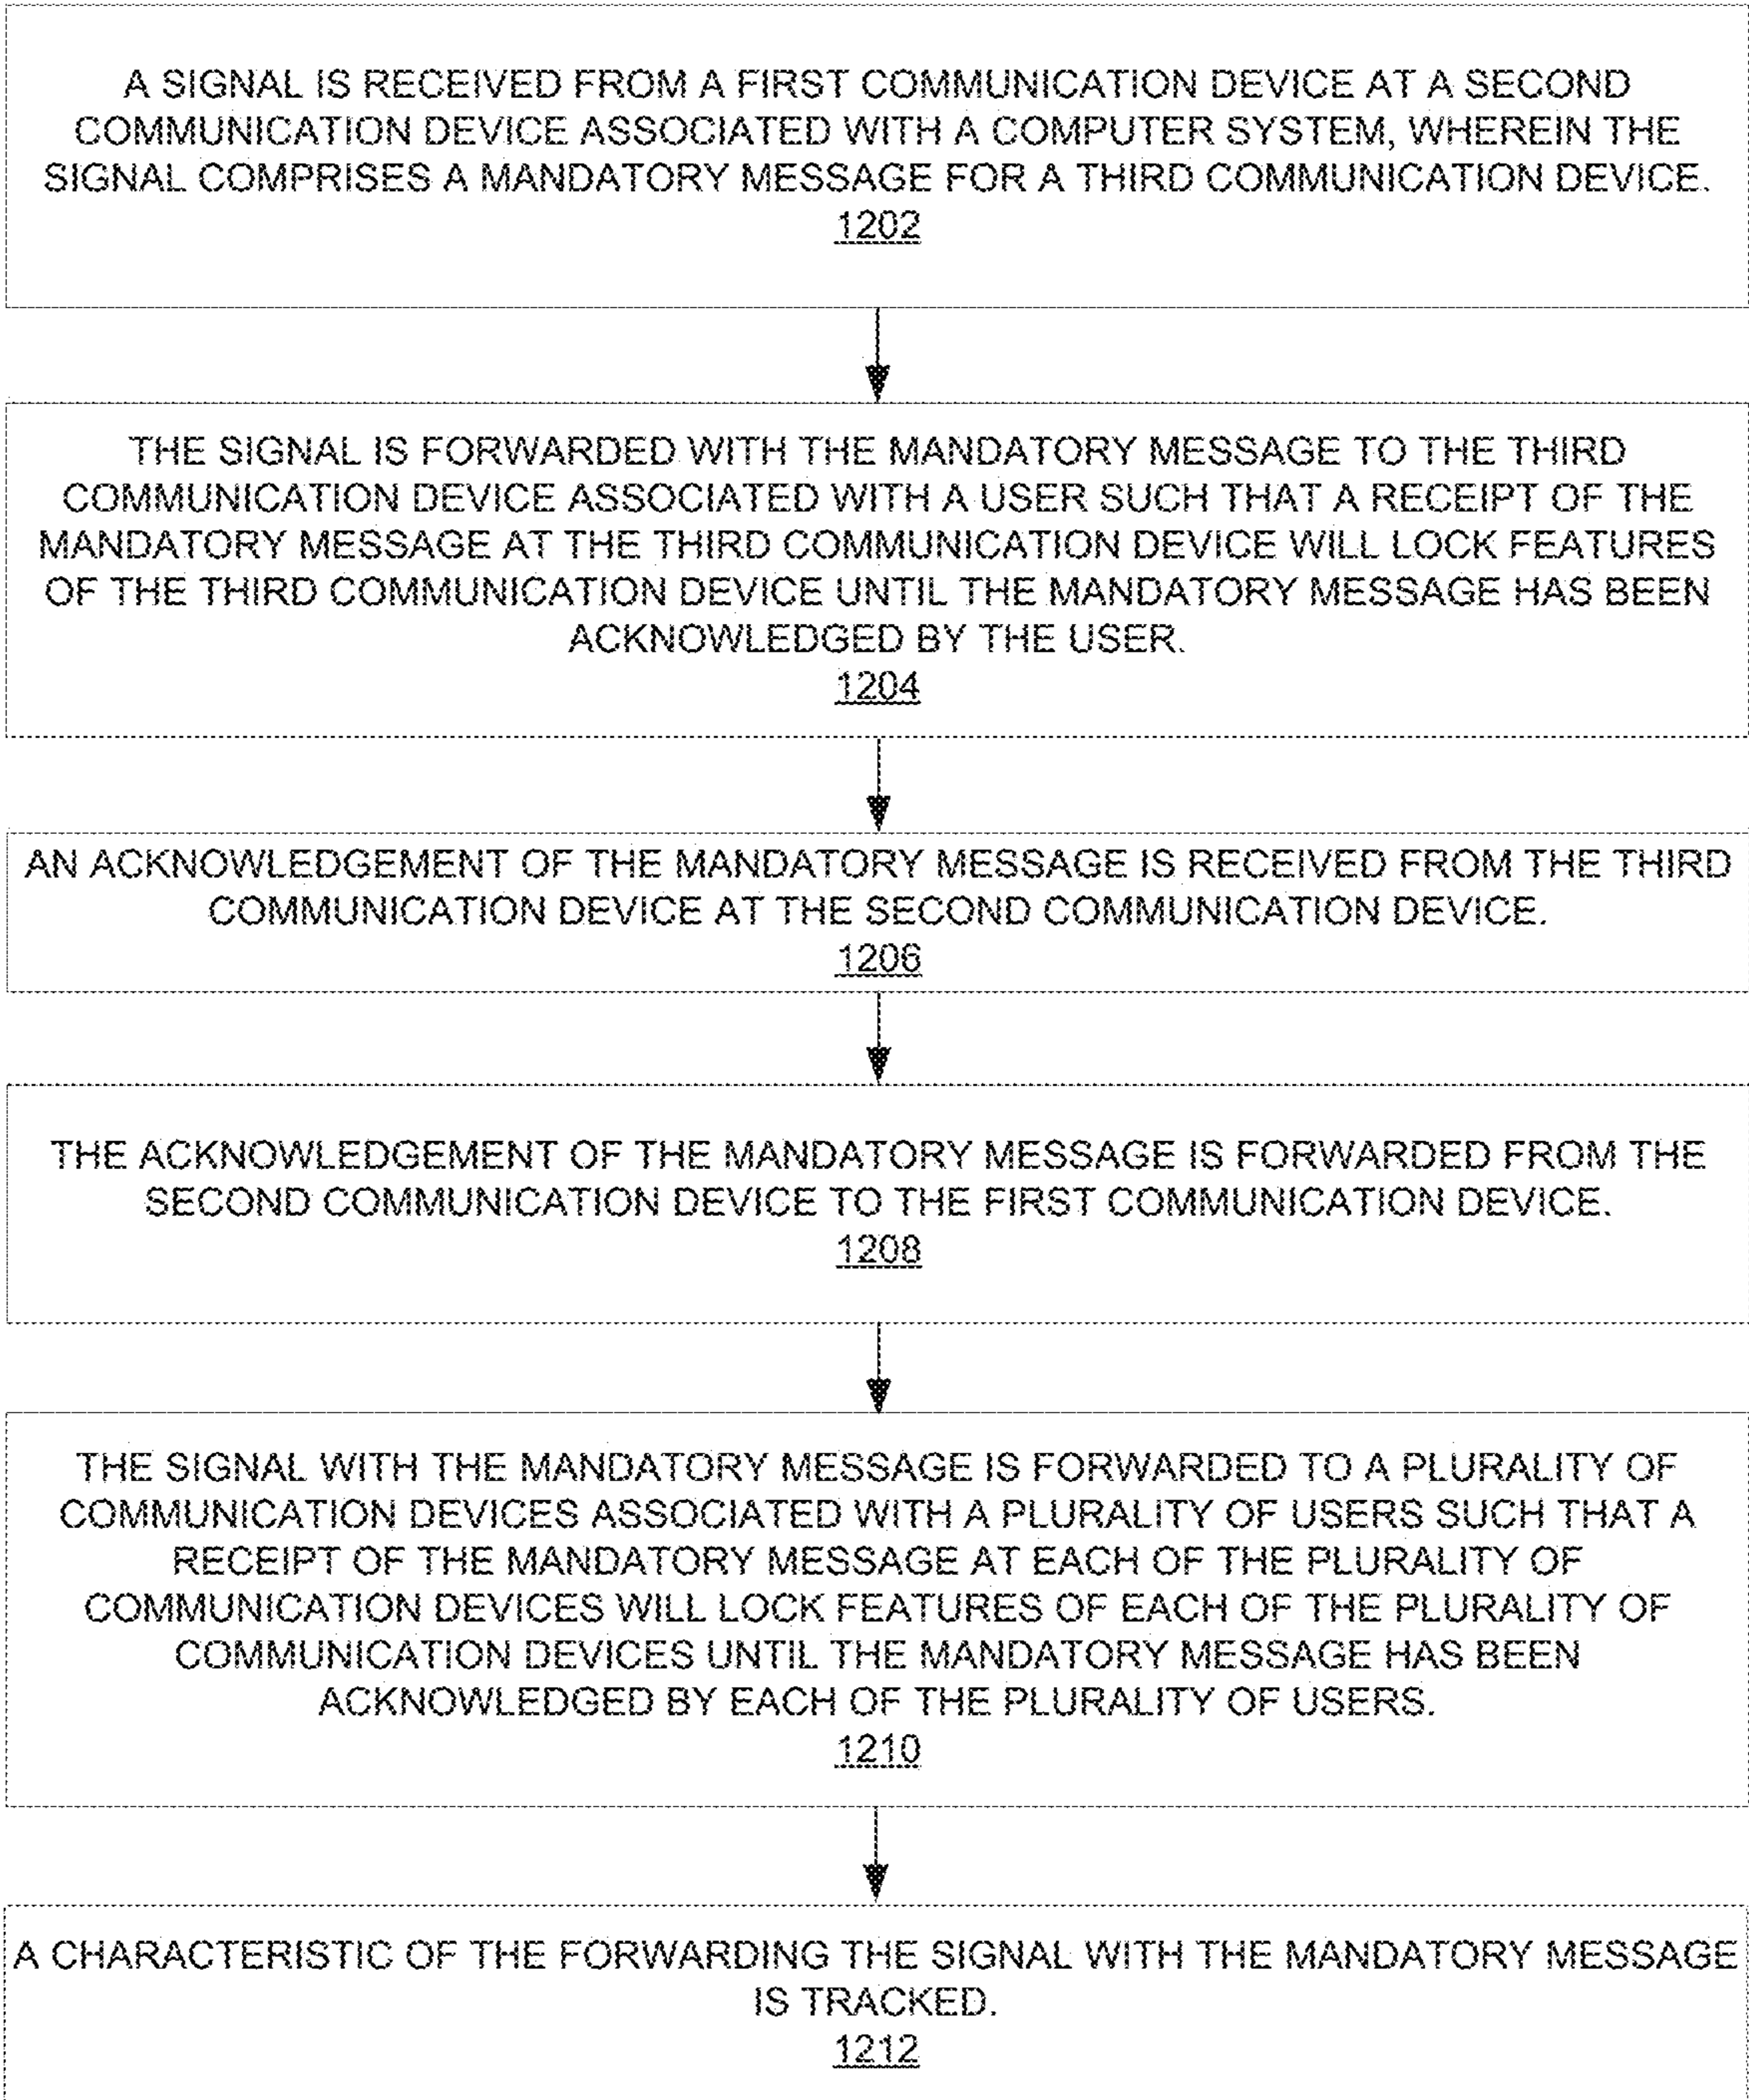 A SIGNAL IS RECEIVED FROM A FIRST COMMUNICATION DEVICE AT A SECOND
COMMUNICATION DEVICE ASSOCIATED WITH A COMPUTER SYSTEM, WHEREIN THE
SIGNAL COMPRISES A MANDATORY MESSAGE FOR A THIRD COMMUNICATION DEVICE.
1202
THE SIGNAL IS FORWARDED WITH THE MANDATORY MESSAGE TO THE THIRD
COMMUNICATION DEVICE ASSOCIATED WITH A USER SUCH THAT A RECEIPT OF THE
MANDATORY MESSAGE AT THE THIRD COMMUNICATION DEVICE WILL LOCK FEATURES
OF THE THIRD COMMUNICATION DEVICE UNTIL THE MANDATORY MESSAGE HAS BEEN
ACKNOWLEDGED BY THE USER.
1204
AN ACKNOWLEDGEMENT OF THE MANDATORY MESSAGE IS RECEIVED FROM THE THIRD
COMMUNICATION DEVICE AT THE SECOND COMMUNICATION DEVICE.
1206
THE ACKNOWLEDGEMENT OF THE MANDATORY MESSAGE IS FORWARDED FROM THE
SECOND COMMUNICATION DEVICE TO THE FIRST COMMUNICATION DEVICE.
1208
THE SIGNAL WITH THE MANDATORY MESSAGE IS FORWARDED TO A PLURALITY OF
COMMUNICATION DEVICES ASSOCIATED WITH A PLURALITY OF USERS SUCH THAT A
RECEIPT OF THE MANDATORY MESSAGE AT EACH OF THE PLURALITY OF
COMMUNICATION DEVICES WILL LOCK FEATURES OF EACH OF THE PLURALITY OF
COMMUNICATION DEVICES UNTIL THE MANDATORY MESSAGE HAS BEEN
ACKNOWLEDGED BY EACH OF THE PLURALITY OF USERS.
1210
A CHARACTERISTIC OF THE FORWARDING THE SIGNAL WITH THE MANDATORY MESSAGE
IS TRACKED.
1212